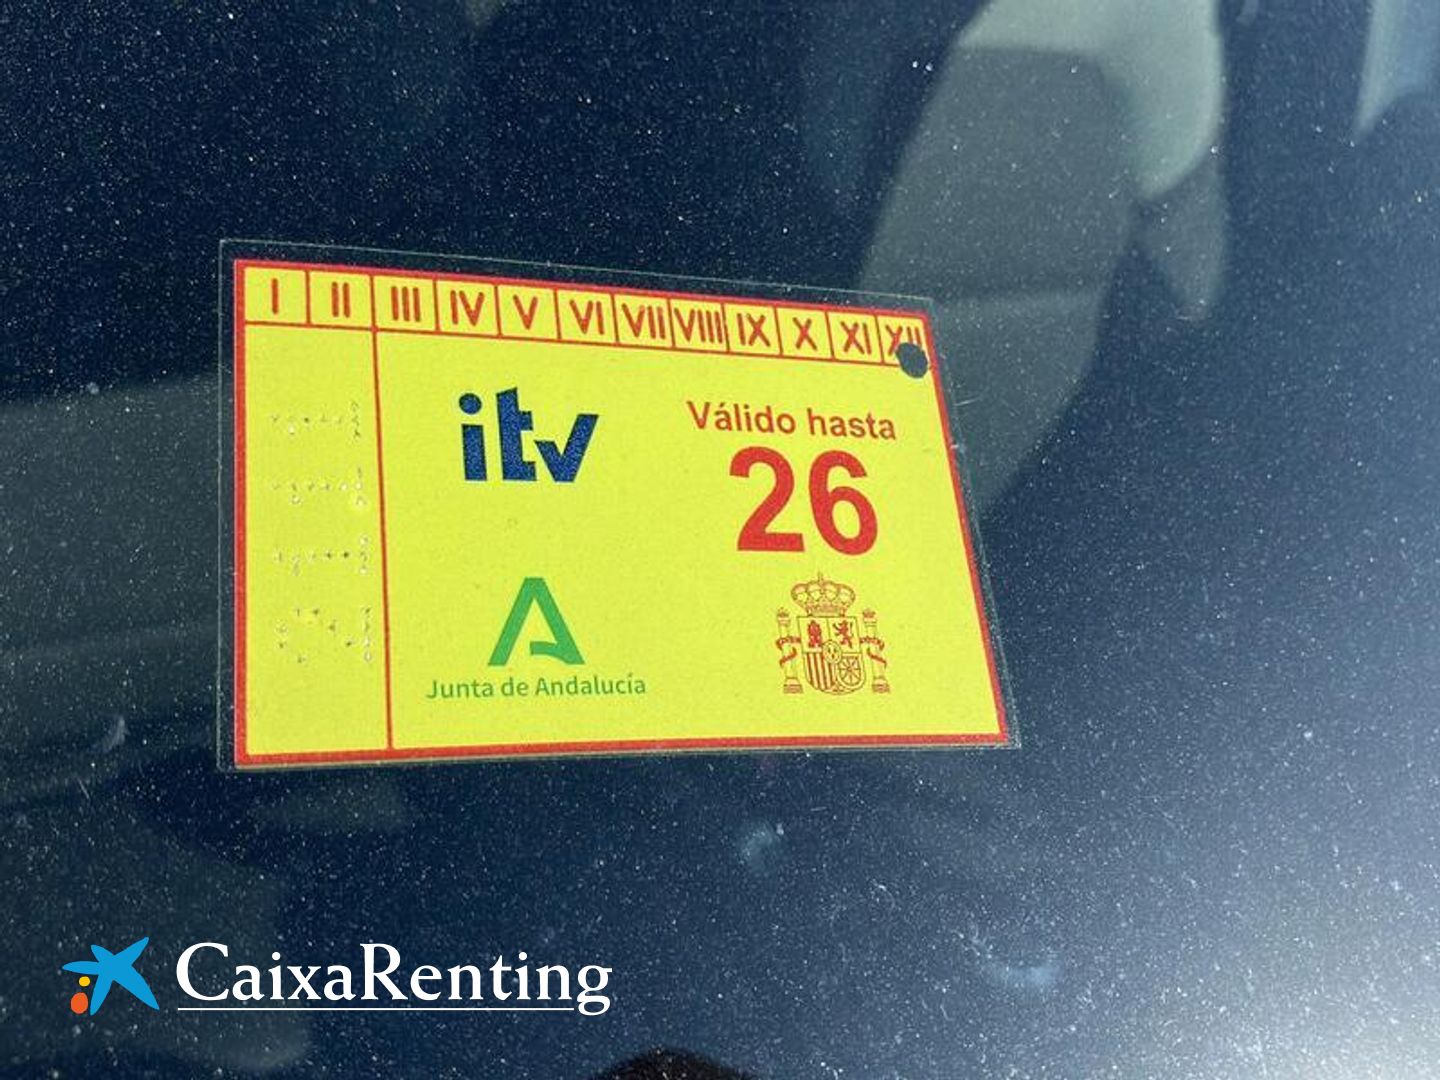 I II III IV V VI VII VIII IX X XI XII
itv
Válido hasta
26
Junta de Andalucía
CaixaRenting